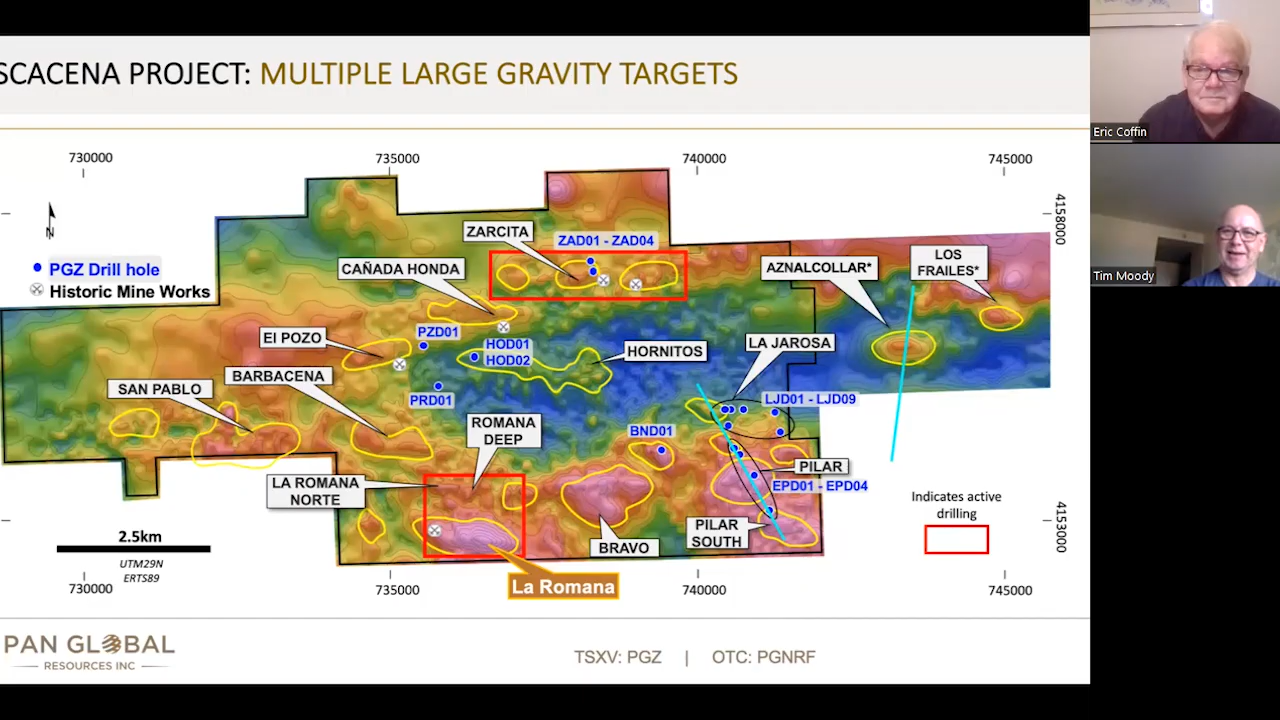 SCACENA PROJECT: MULTIPLE LARGE GRAVITY TARGETS
730000
735000
740000
745000
4158000
N
PGZ Drill hole
Historic Mine Works
ZARCITA
ZAD01 - ZAD04
CAÑADA HONDA
AZNALCOLLAR*
LOS
FRAILES*
EI POZO
PZD01
HOD01
HOD02
HORNITOS
LA JAROSA
SAN PABLO
BARBACENA
PRD01
LJD01 - LJD09
ROMANA
DEEP
BND01
LA ROMANA
NORTE
PILAR
EPD01 - EPD04
Indicates active
drilling
PILAR
SOUTH
BRAVO
4153000
2.5km
UTM29N
ERTS89
La Romana
730000
735000
740000
745000
PAN GLOBAL
RESOURCES INC
TSXV: PGZ | OTC: PGNRF
Eric Coffin
Tim Moody